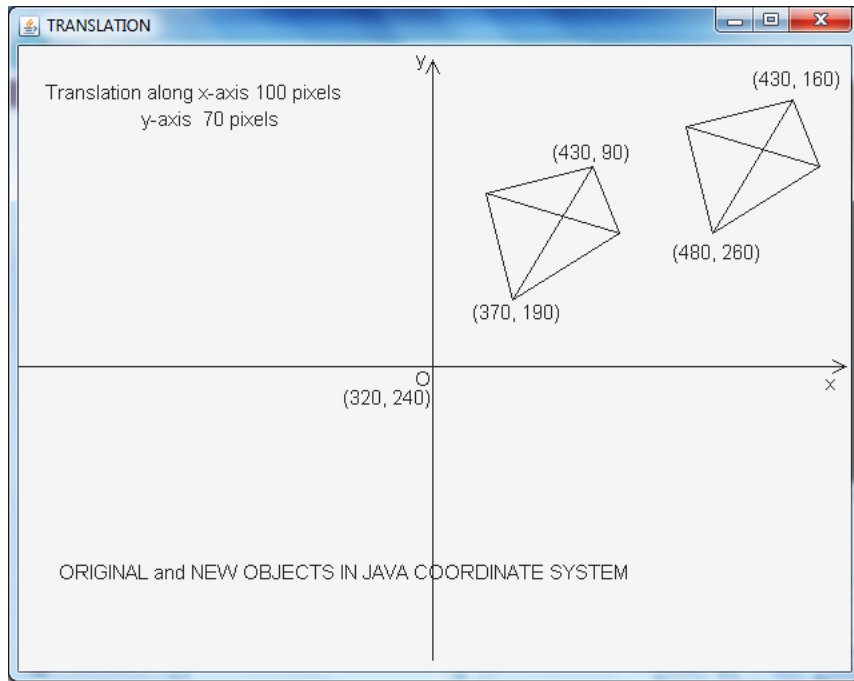 TRANSLATION
y
Translation along x-axis 100 pixels
y-axis 70 pixels
(430, 160)
(430, 90)
(480, 260)
(370, 190)
O
x
(320, 240)
ORIGINAL and NEW OBJECTS IN JAVA COORDINATE SYSTEM